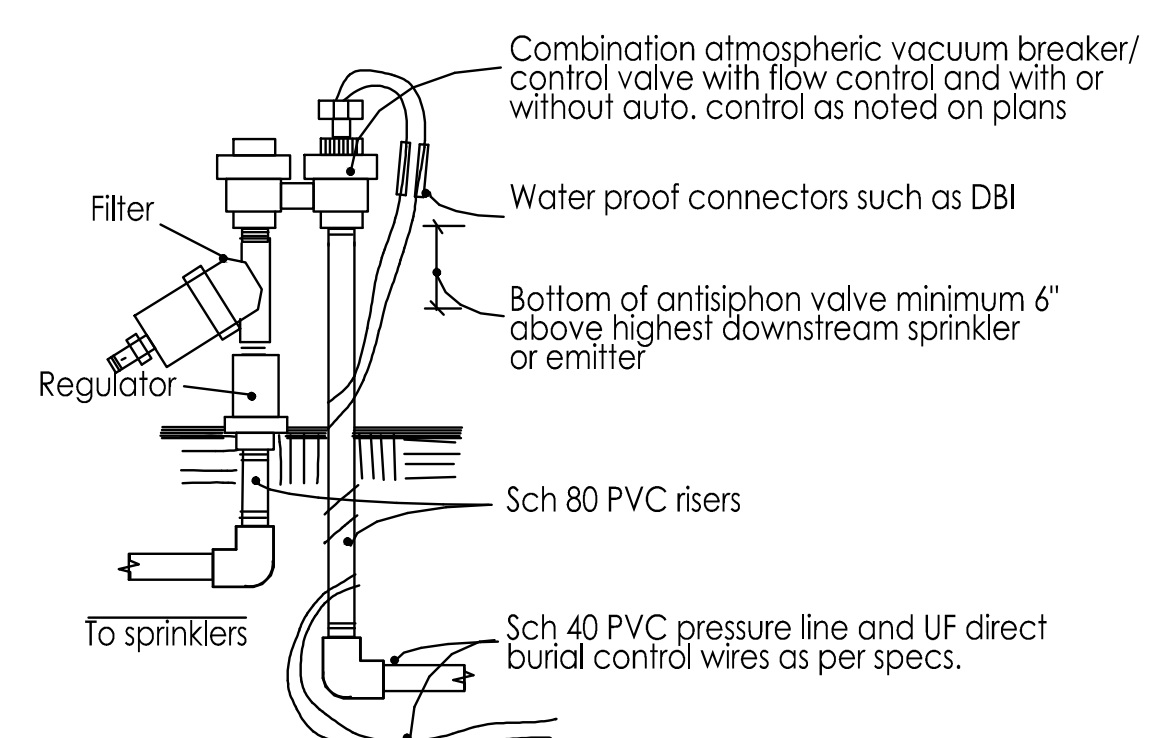 Combination atmospheric vacuum breaker/
control valve with flow control and with or
without auto. control as noted on plans
Water proof connectors such as DBI
Filter
Bottom of antisiphon valve minimum 6"
above highest downstream sprinkler
or emitter
Regulator
Sch 80 PVC risers
To sprinklers
Sch 40 PVC pressure line and UF direct
burial control wires as per specs.